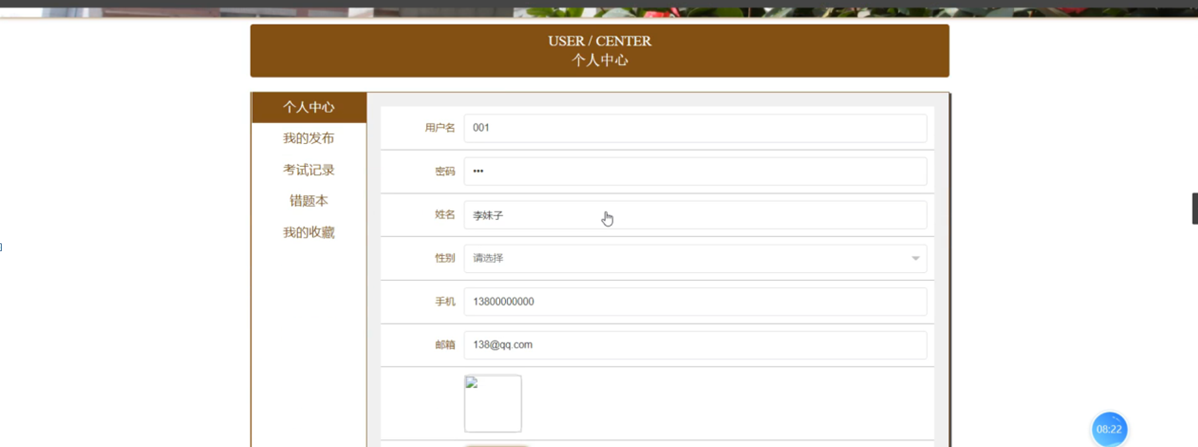 USER / CENTER
个人中心
个人中心
我的发布
考试记录
错题本
我的收藏
用户名 001
密码 •••
姓名 李妹子
性别 请选择
手机 13800000000
邮箱 138@qq.com
08:22